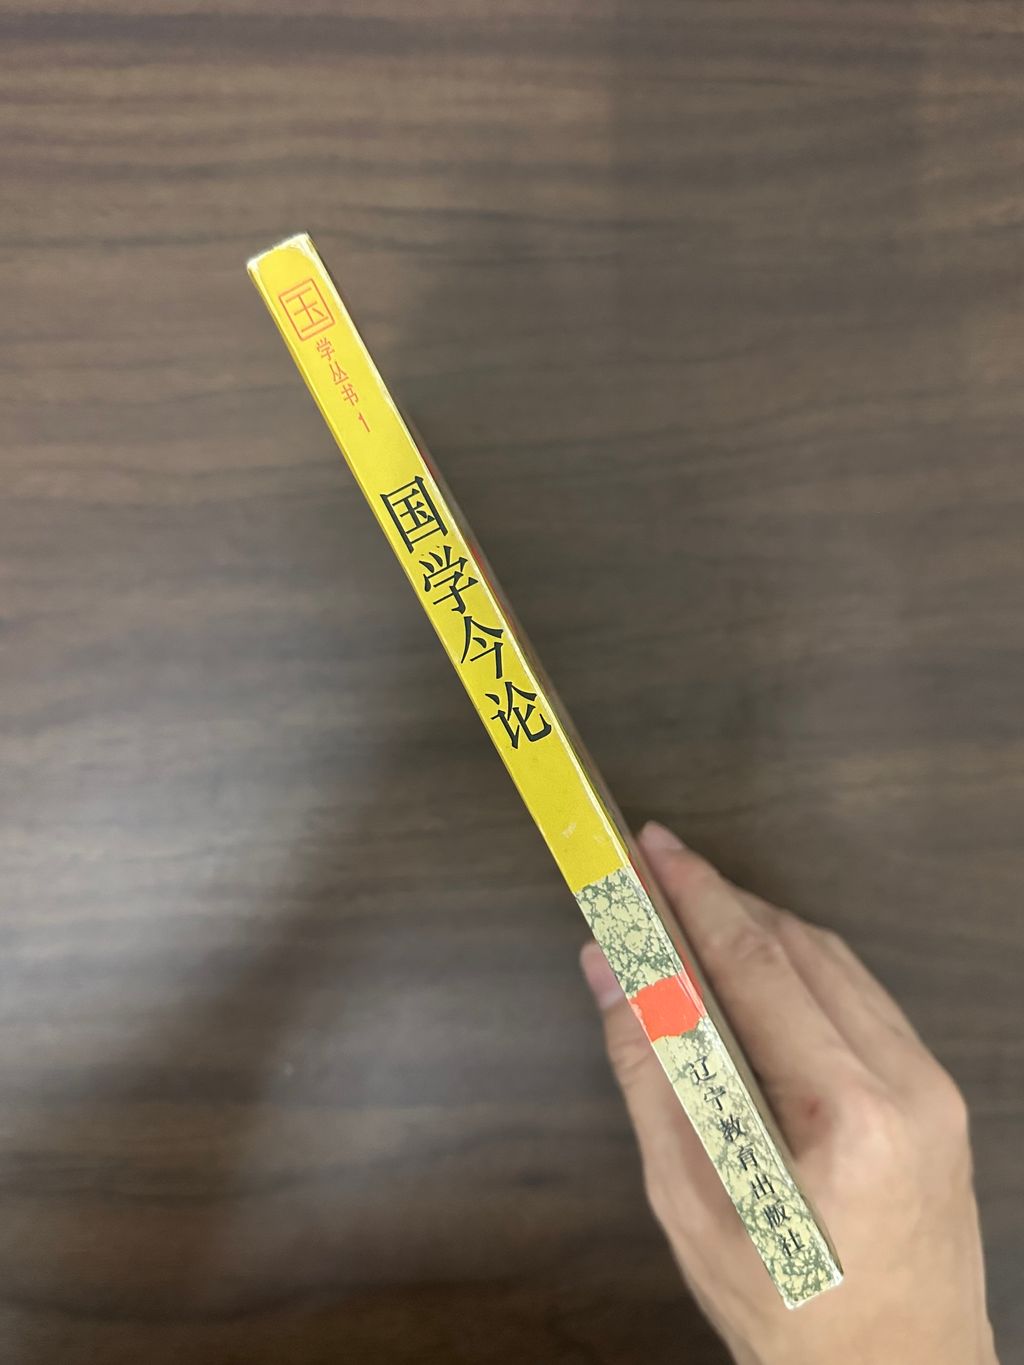 国学丛书 1
国学今论
辽宁教育出版社